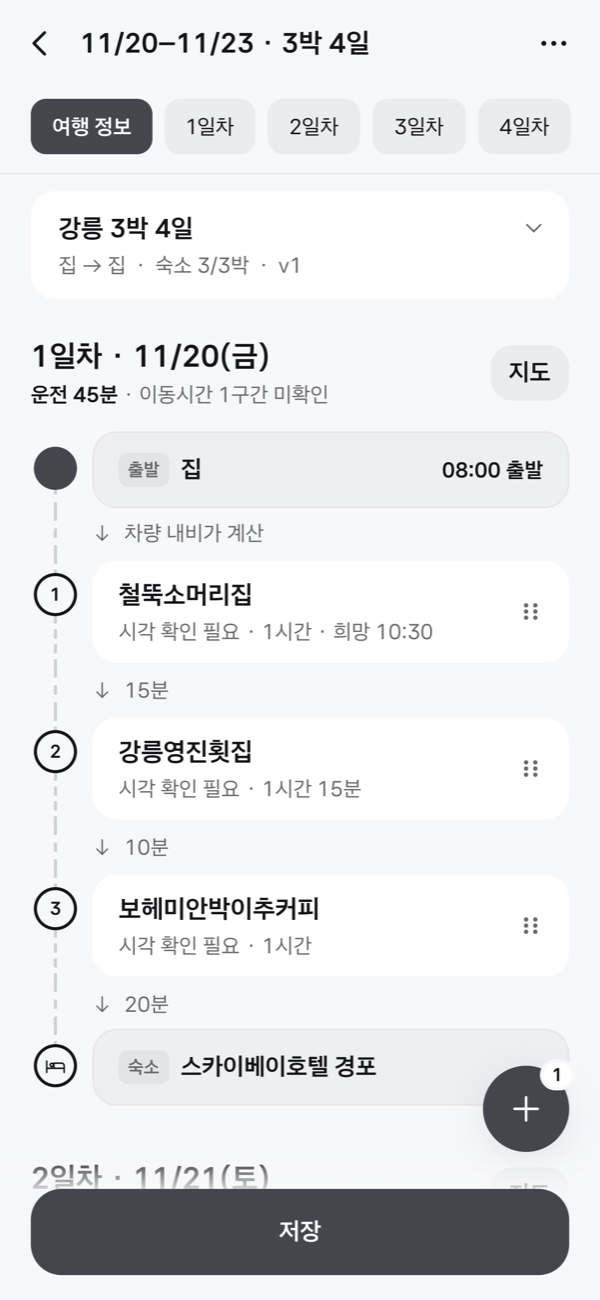 11/20–11/23 · 3박 4일
여행 정보 1일차 2일차 3일차 4일차
강릉 3박 4일
집 → 집 · 숙소 3/3박 · v1
1일차 · 11/20(금)
지도
운전 45분 · 이동시간 1구간 미확인
출발 집 08:00 출발
↓ 차량 내비가 계산
1 철뚝소머리집
시각 확인 필요 · 1시간 · 희망 10:30
↓ 15분
2 강릉영진횟집
시각 확인 필요 · 1시간 15분
↓ 10분
3 보헤미안박이추커피
시각 확인 필요 · 1시간
↓ 20분
숙소 스카이베이호텔 경포
1
2일차 · 11/21(토)
지도
저장